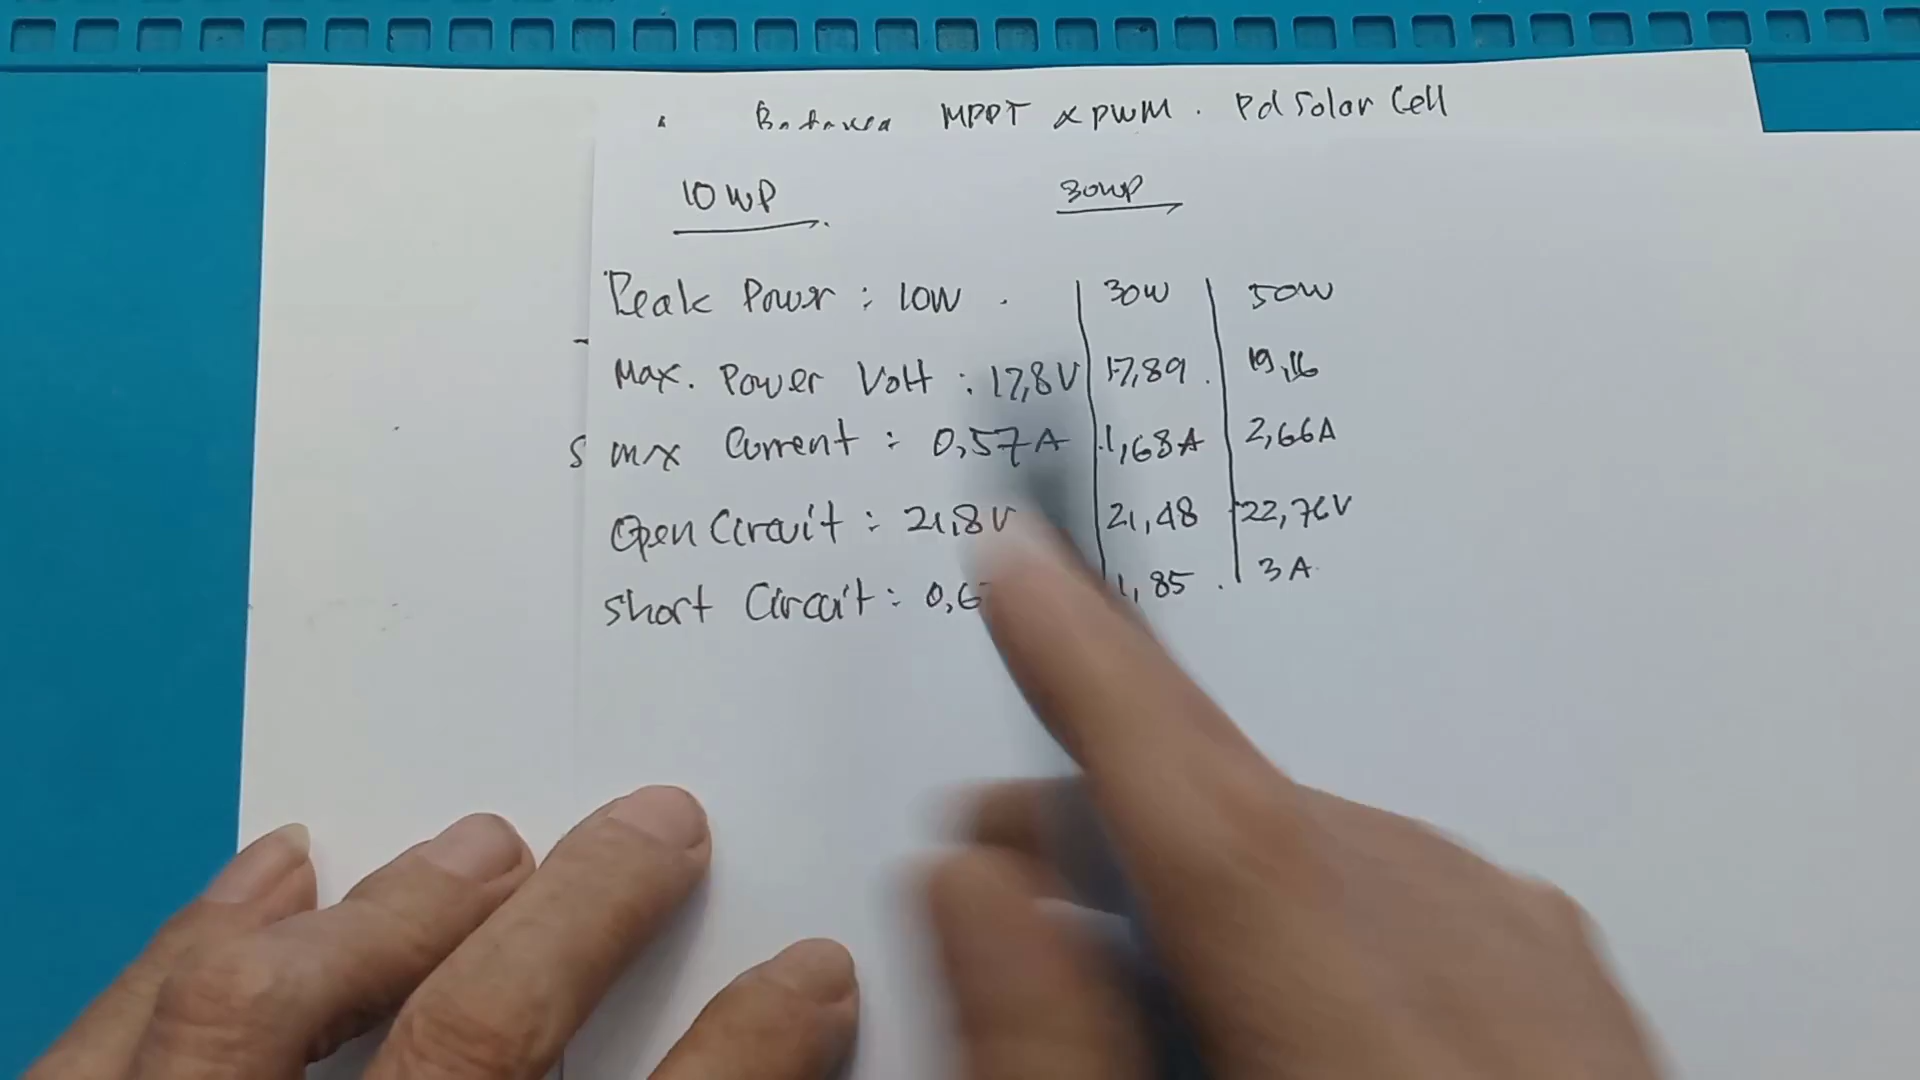 MPPT & PWM. Pd Solar Cell
10 WP 30WP
Peak Power : 10W . 30W 50W
Max. Power Volt : 17,8V 17,89 . 19,16
max Current : 0,57A 1,68A 2,66A
Open Circuit : 21,8V 21,48 22,76V
Short Circuit : 0,6 1,85 . 3A